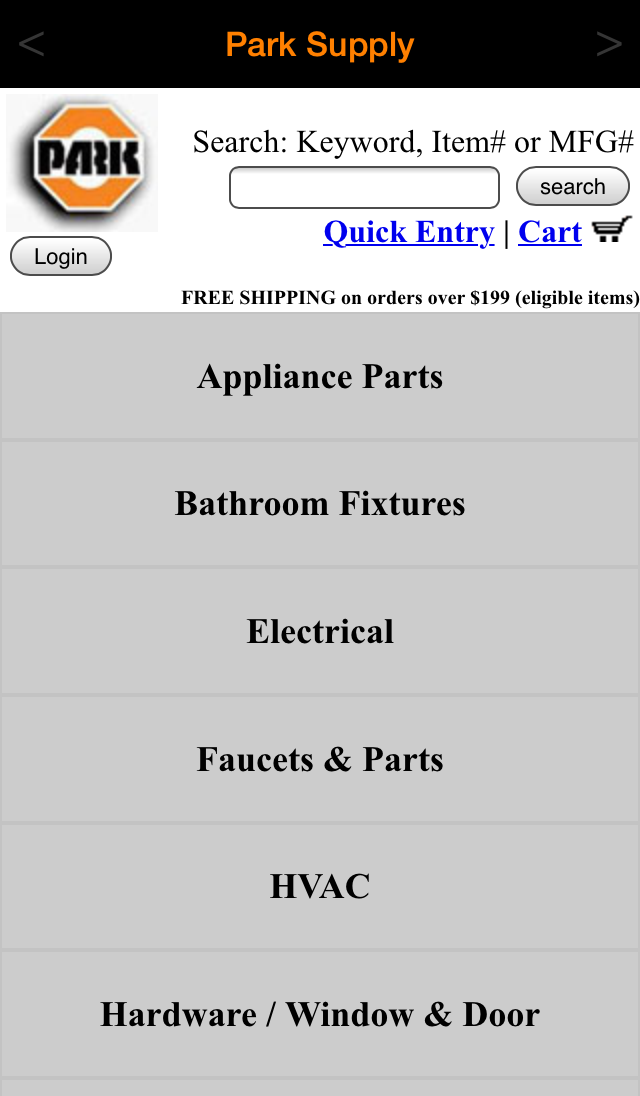 < Park Supply >
PARK
Search: Keyword, Item# or MFG#
search
Quick Entry | Cart
Login
FREE SHIPPING on orders over $199 (eligible items)
Appliance Parts
Bathroom Fixtures
Electrical
Faucets & Parts
HVAC
Hardware / Window & Door